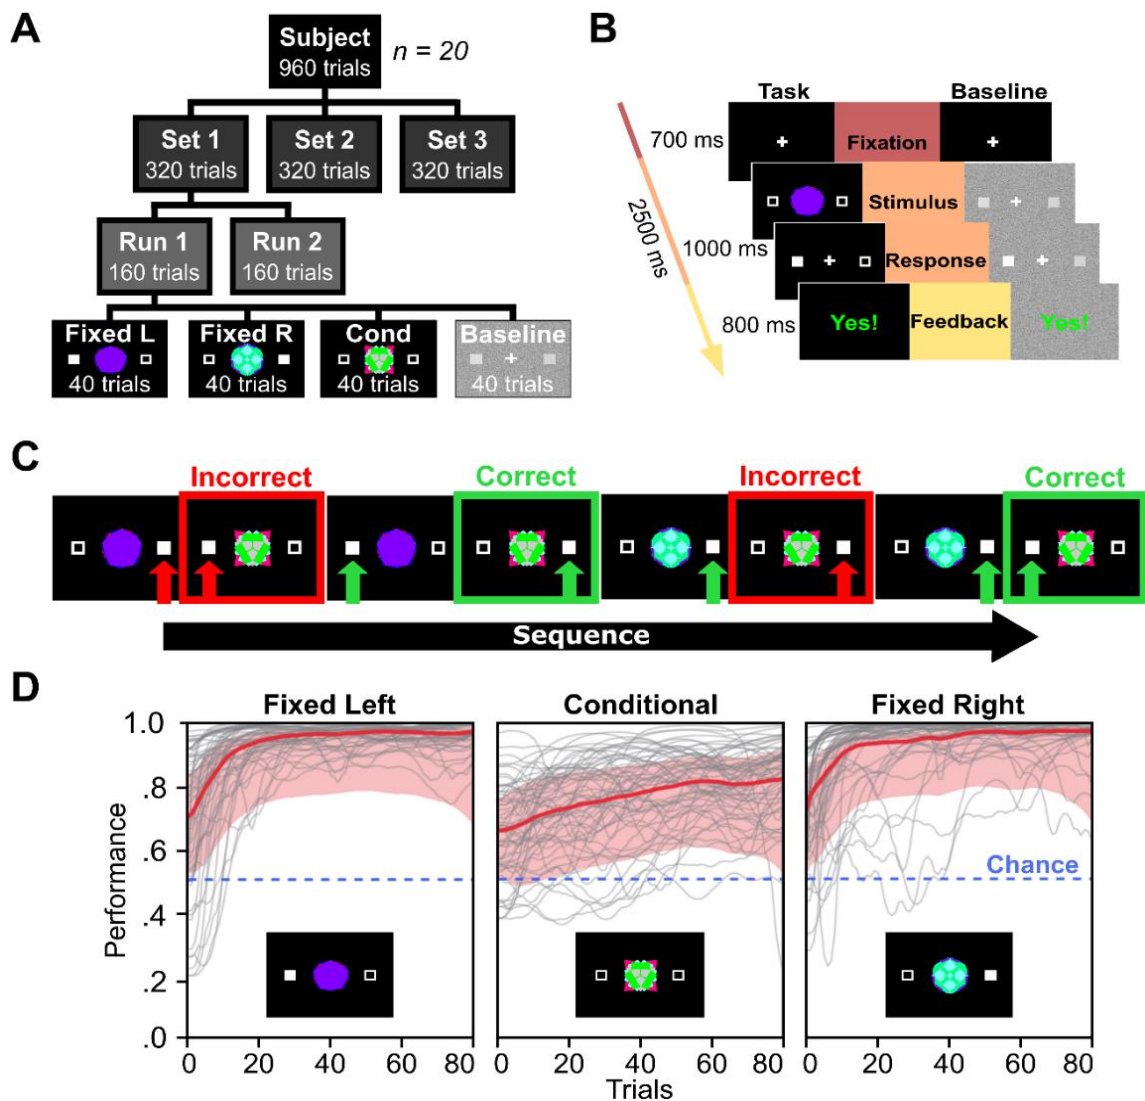 A
Subject
960 trials
n = 20
Set 1
320 trials
Set 2
320 trials
Set 3
320 trials
Run 1
160 trials
Run 2
160 trials
Fixed L
40 trials
Fixed R
40 trials
Cond
40 trials
Baseline
40 trials
B
Task
Baseline
700 ms
Fixation
2500 ms
Stimulus
1000 ms
Response
800 ms
Yes!
Feedback
Yes!
C
Incorrect
Correct
Incorrect
Correct
Sequence
D
Fixed Left
Conditional
Fixed Right
Performance
1.0
.8
.6
.4
.2
.0
Chance
0 20 40 60 80
0 20 40 60 80
0 20 40 60 80
Trials